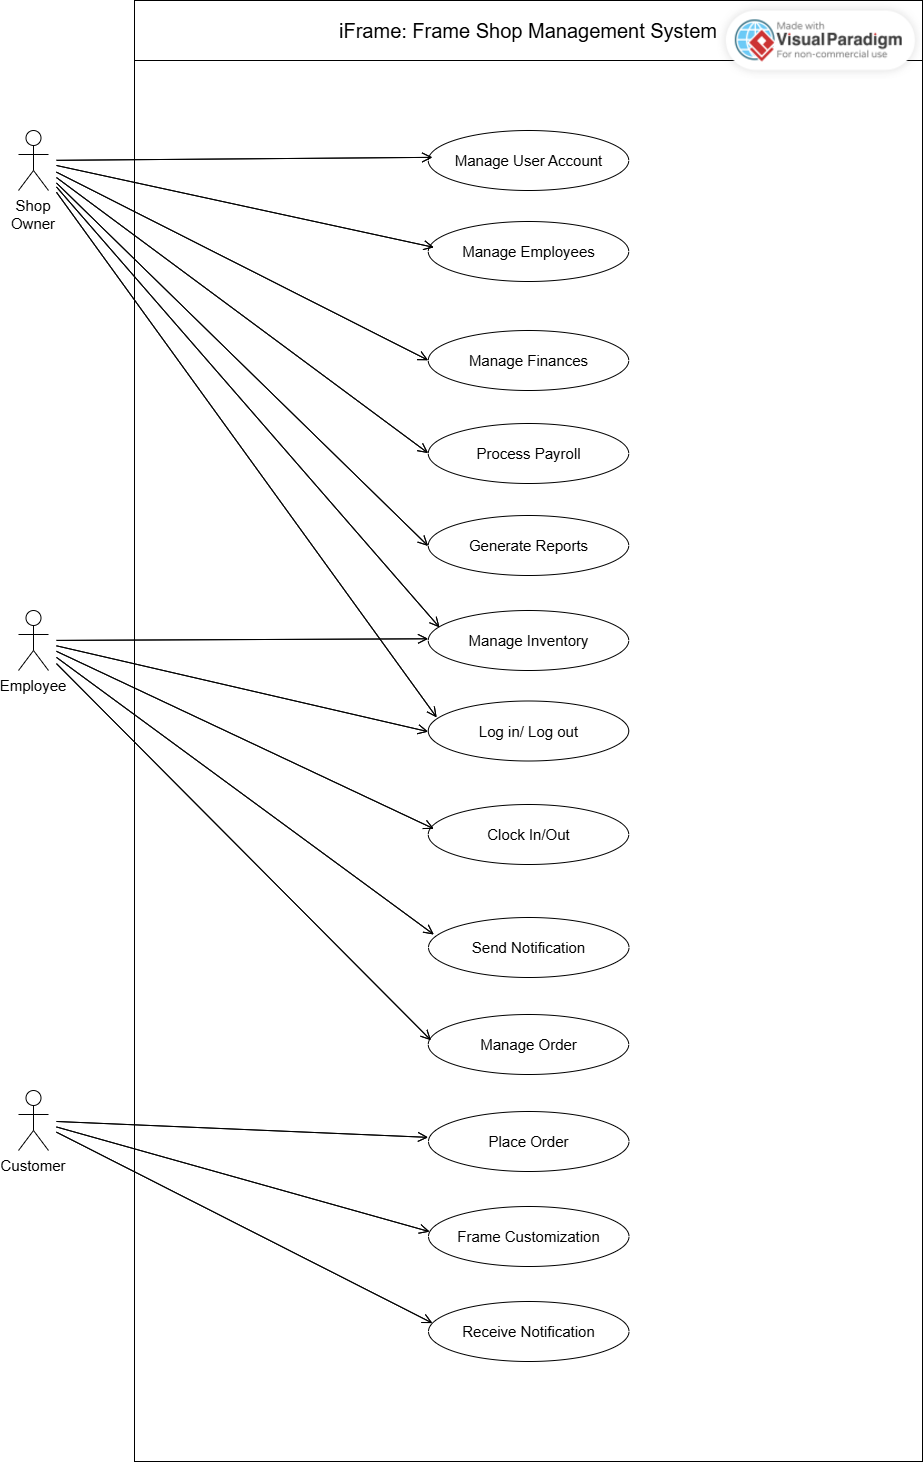 iFrame: Frame Shop Management System
Made with
Visual Paradigm
For non-commercial use
Manage User Account
Shop
Owner
Manage Employees
Manage Finances
Process Payroll
Generate Reports
Manage Inventory
Employee
Log in/ Log out
Clock In/Out
Send Notification
Manage Order
Place Order
Customer
Frame Customization
Receive Notification